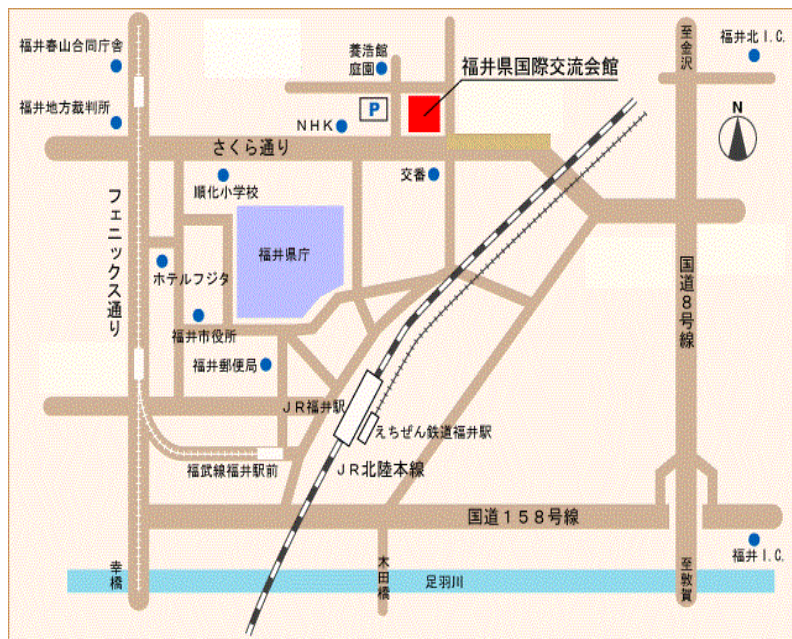 福井春山合同庁舎
養浩館
庭園
福井県国際交流会館
至金沢
福井北I.C.
福井地方裁判所
P
NHK
N
さくら通り
交番
順化小学校
フェニックス通り
福井県庁
ホテルフジタ
国道8号線
福井市役所
福井郵便局
JR福井駅
えちぜん鉄道福井駅
福武線福井駅前
JR北陸本線
国道158号線
福井I.C.
幸橋
木田橋
足羽川
至敦賀